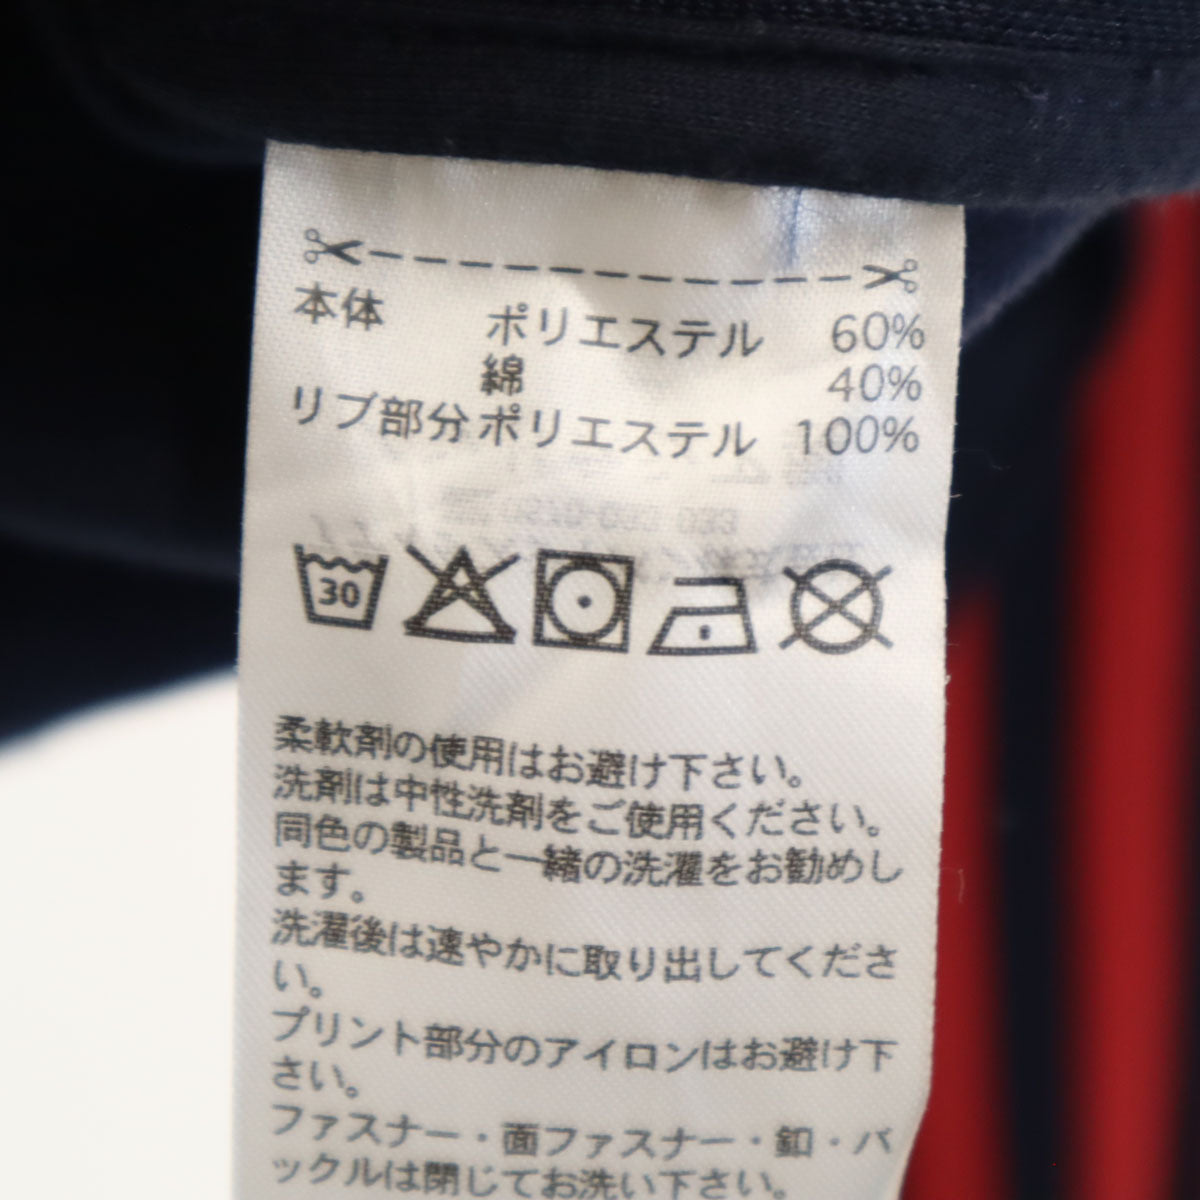 本体 ポリエステル 60%
綿 40%
リブ部分 ポリエステル 100%
30
柔軟剤の使用はお避け下さい。
洗剤は中性洗剤をご使用ください。
同色の製品と一緒の洗濯をお勧めし
ます。
洗濯後は速やかに取り出してくださ
い。
プリント部分のアイロンはお避け下
さい。
ファスナー・面ファスナー・釦・バ
ックルは閉じてお洗い下さい。